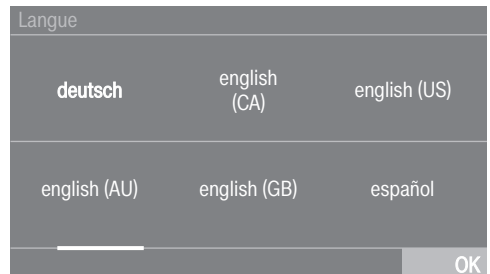 Langue
deutsch
english
(CA)
english (US)
english (AU)
english (GB)
español
OK